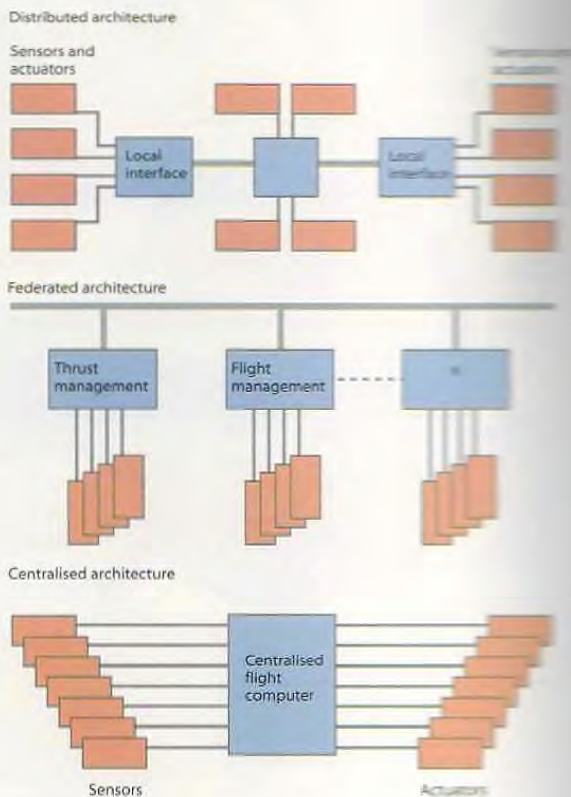 Distributed architecture
Sensors and
actuators
actuators
Local
interface
Local
interface
Federated architecture
Thrust
management
Flight
management
n
Centralised architecture
Centralised
flight
computer
Sensors
Actuators